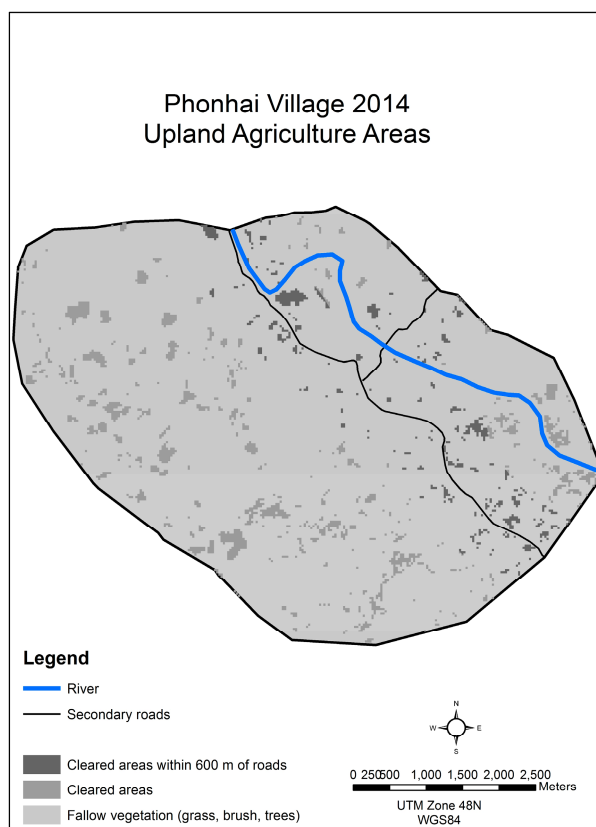 Phonhai Village 2014
Upland Agriculture Areas
Legend
River
Secondary roads
Cleared areas within 600 m of roads
Cleared areas
Fallow vegetation (grass, brush, trees)
N
W E
S
0 250500 1,000 1,500 2,000 2,500
Meters
UTM Zone 48N
WGS84